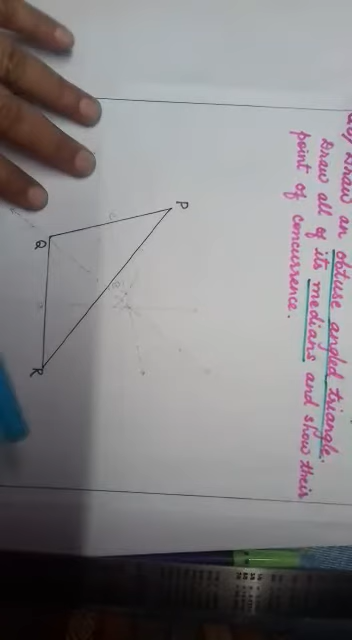 Draw an obtuse angled triangle.
Draw all of its medians and show their
point of concurrence.
P
Q
R